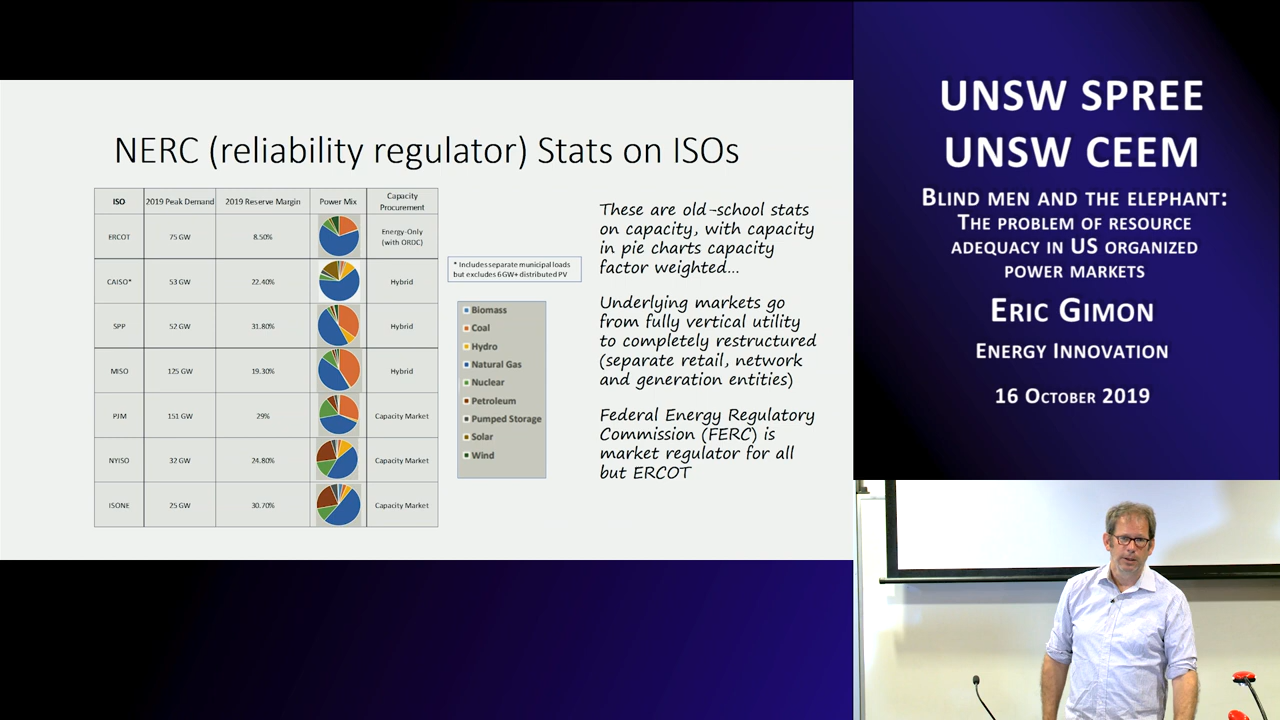 NERC (reliability regulator) Stats on ISOs
ISO 2019 Peak Demand 2019 Reserve Margin Power Mix Capacity Procurement
ERCOT 75 GW 8.50% Energy-Only (with ORDC)
CAISO* 53 GW 22.40% Hybrid
SPP 52 GW 31.80% Hybrid
MISO 125 GW 19.30% Hybrid
PJM 151 GW 29% Capacity Market
NYISO 32 GW 24.80% Capacity Market
ISONE 25 GW 30.70% Capacity Market
* Includes separate municipal loads
but excludes 6GW+ distributed PV
Biomass
Coal
Hydro
Natural Gas
Nuclear
Petroleum
Pumped Storage
Solar
Wind
These are old-school stats
on capacity, with capacity
in pie charts capacity
factor weighted...
Underlying markets go
from fully vertical utility
to completely restructured
(separate retail, network
and generation entities)
Federal Energy Regulatory
Commission (FERC) is
market regulator for all
but ERCOT
UNSW SPREE
UNSW CEEM
Blind men and the elephant:
The problem of resource
adequacy in US organized
power markets
Eric Gimon
Energy Innovation
16 October 2019